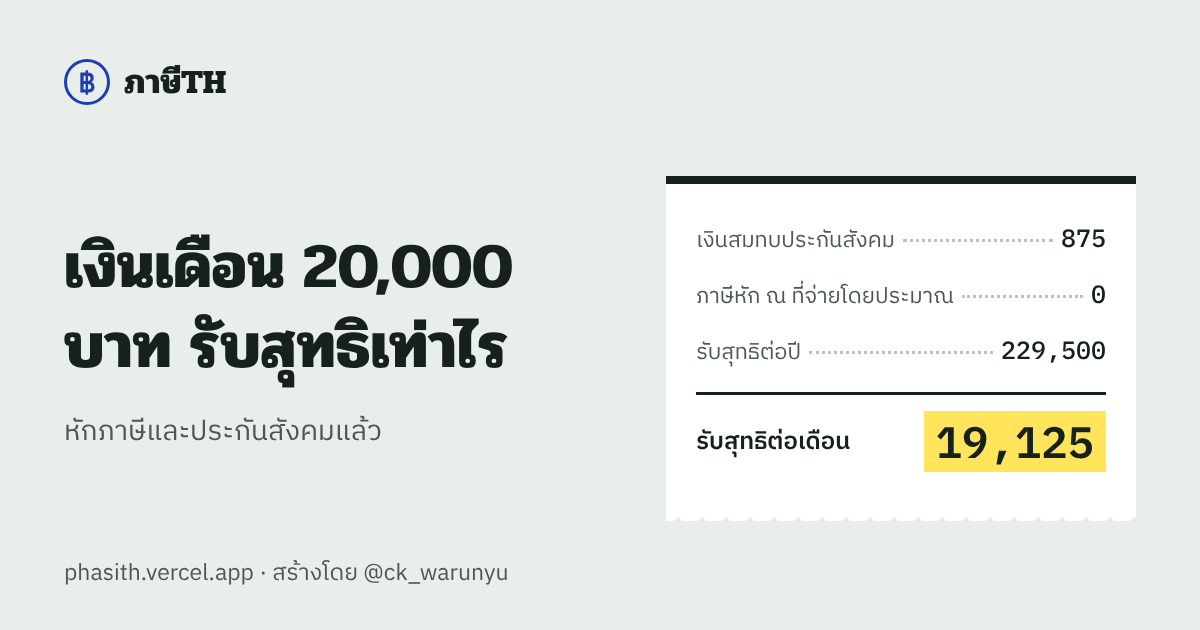 ฿ ภาษีTH
เงินเดือน 20,000
บาท รับสุทธิเท่าไร
หักภาษีและประกันสังคมแล้ว
เงินสมทบประกันสังคม 875
ภาษีหัก ณ ที่จ่ายโดยประมาณ 0
รับสุทธิต่อปี 229,500
รับสุทธิต่อเดือน 19,125
phasith.vercel.app · สร้างโดย @ck_warunyu